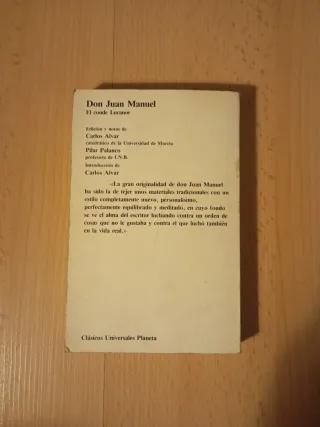 Don Juan Manuel
El conde Lucanor
Edición y notas de
Carlos Alvar
catedrático de la Universidad de Murcia
Pilar Palanco
profesora de I.N.B.
Introducción de
Carlos Alvar
«La gran originalidad de don Juan Manuel
ha sido la de tejer unos materiales tradicionales con un
estilo completamente nuevo, personalísimo,
perfectamente equilibrado y meditado, en cuyo fondo
se ve el alma del escritor luchando contra un orden de
cosas que no le gustaba y contra el que luchó también
en la vida real.»
Clásicos Universales Planeta